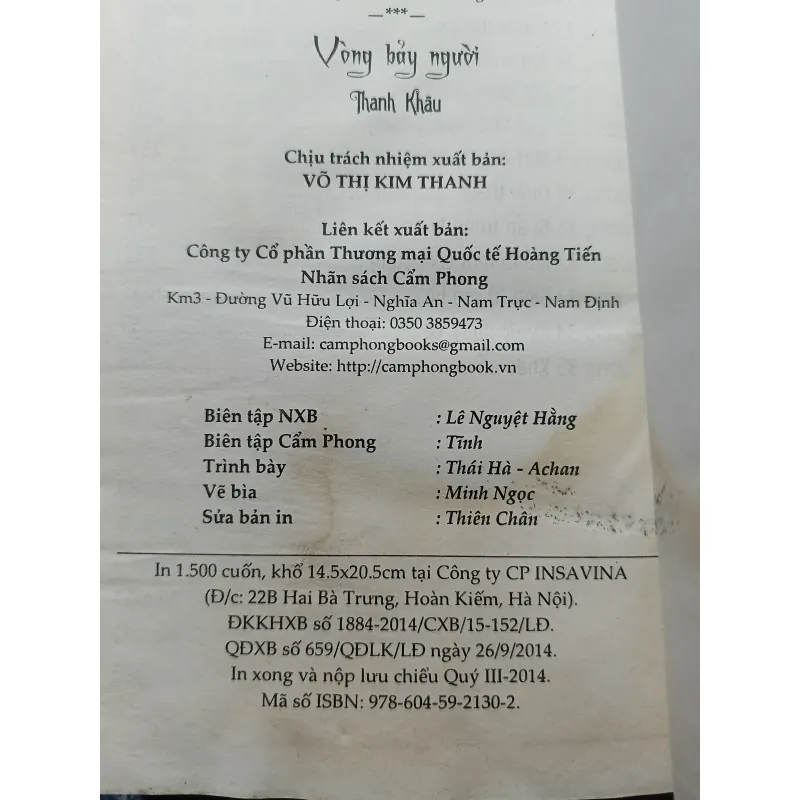 —***—
Vòng bảy người
Thanh Khâu
Chịu trách nhiệm xuất bản:
VÕ THỊ KIM THANH
Liên kết xuất bản:
Công ty Cổ phần Thương mại Quốc tế Hoàng Tiến
Nhãn sách Cẩm Phong
Km3 - Đường Vũ Hữu Lợi - Nghĩa An - Nam Trực - Nam Định
Điện thoại: 0350 3859473
E-mail: camphongbooks@gmail.com
Website: http://camphongbook.vn
Biên tập NXB : Lê Nguyệt Hằng
Biên tập Cẩm Phong : Tĩnh
Trình bày : Thái Hà - Achan
Vẽ bìa : Minh Ngọc
Sửa bản in : Thiên Chân
In 1.500 cuốn, khổ 14.5x20.5cm tại Công ty CP INSAVINA
(Đ/c: 22B Hai Bà Trưng, Hoàn Kiếm, Hà Nội).
ĐKKHXB số 1884-2014/CXB/15-152/LĐ.
QĐXB số 659/QĐLK/LĐ ngày 26/9/2014.
In xong và nộp lưu chiểu Quý III-2014.
Mã số ISBN: 978-604-59-2130-2.